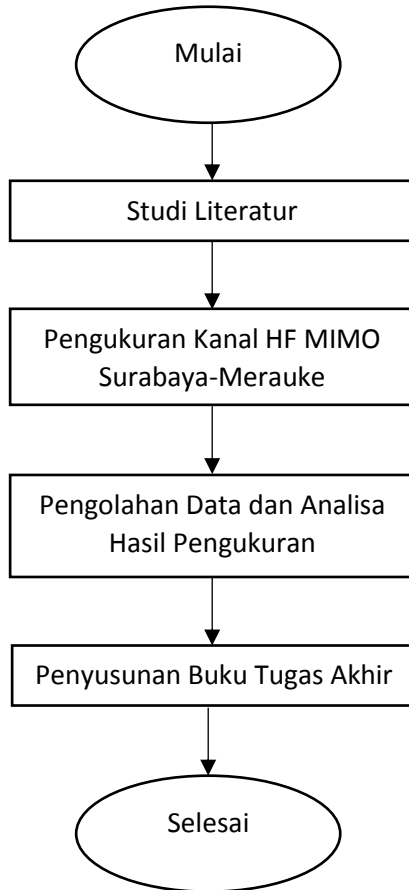 Mulai
Studi Literatur
Pengukuran Kanal HF MIMO
Surabaya-Merauke
Pengolahan Data dan Analisa
Hasil Pengukuran
Penyusunan Buku Tugas Akhir
Selesai